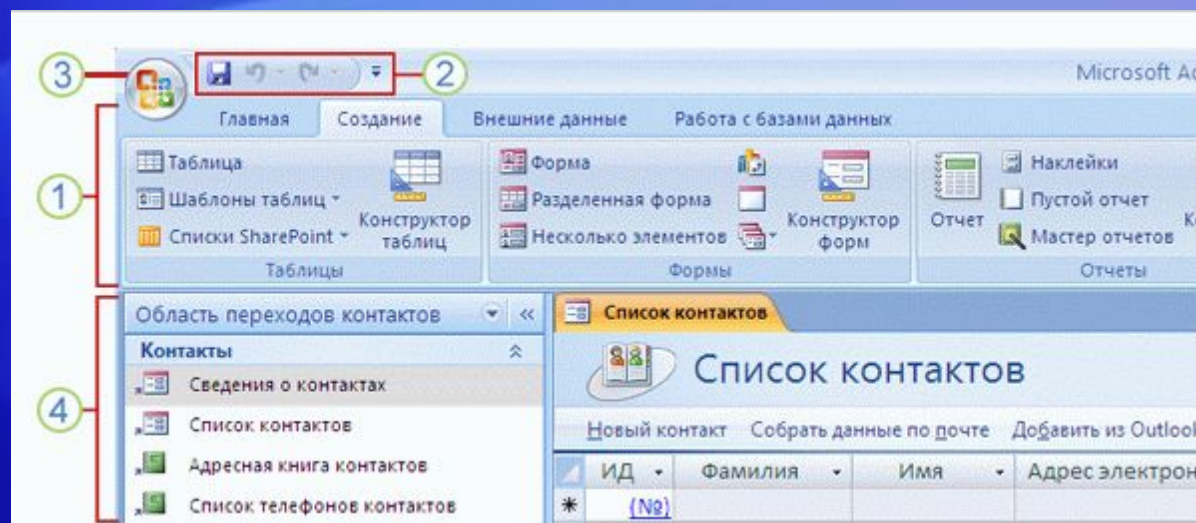 3
2
Microsoft Ac
Главная Создание Внешние данные Работа с базами данных
1
Таблица
Шаблоны таблиц
Списки SharePoint
Конструктор таблиц
Таблицы
Форма
Разделенная форма
Несколько элементов
Конструктор форм
Формы
Отчет
Наклейки
Пустой отчет
Мастер отчетов
К
Отчеты
4
Область переходов контактов
Контакты
Сведения о контактах
Список контактов
Адресная книга контактов
Список телефонов контактов
Список контактов
Список контактов
Новый контакт Собрать данные по почте Добавить из Outlook
ИД Фамилия Имя Адрес электрон
* (№)